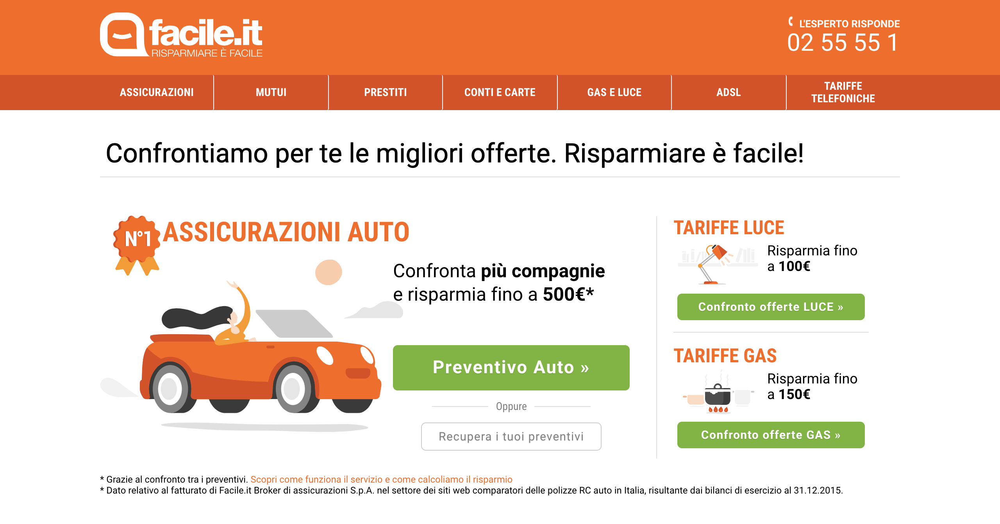 facile.it
RISPARMIARE È FACILE
L'ESPERTO RISPONDE
02 55 55 1
ASSICURAZIONI
MUTUI
PRESTITI
CONTI E CARTE
GAS E LUCE
ADSL
TARIFFE
TELEFONICHE
Confrontiamo per te le migliori offerte. Risparmiare è facile!
N°1
ASSICURAZIONI AUTO
Confronta più compagnie
e risparmia fino a 500€*
Preventivo Auto »
Oppure
Recupera i tuoi preventivi
TARIFFE LUCE
Risparmia fino
a 100€
Confronto offerte LUCE »
TARIFFE GAS
Risparmia fino
a 150€
Confronto offerte GAS »
* Grazie al confronto tra i preventivi. Scopri come funziona il servizio e come calcoliamo il risparmio
* Dato relativo al fatturato di Facile.it Broker di assicurazioni S.p.A. nel settore dei siti web comparatori delle polizze RC auto in Italia, risultante dai bilanci di esercizio al 31.12.2015.